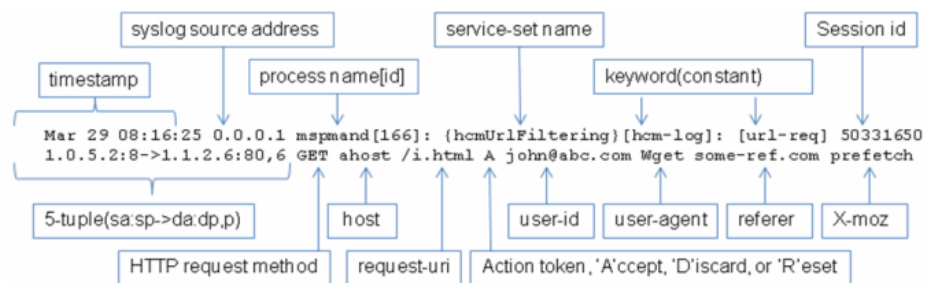 syslog source address
service-set name
Session id
timestamp
process name[id]
keyword(constant)
Mar 29 08:16:25 0.0.0.1 mspmand[166]: {hcmUrlFiltering}[hcm-log]: [url-req] 50331650
1.0.5.2:8->1.1.2.6:80,6 GET ahost /i.html A john@abc.com Wget some-ref.com prefetch
5-tuple(sa:sp->da:dp,p)
host
user-id
user-agent
referer
X-moz
HTTP request method
request-uri
Action token, 'A'ccept, 'D'iscard, or 'R'eset